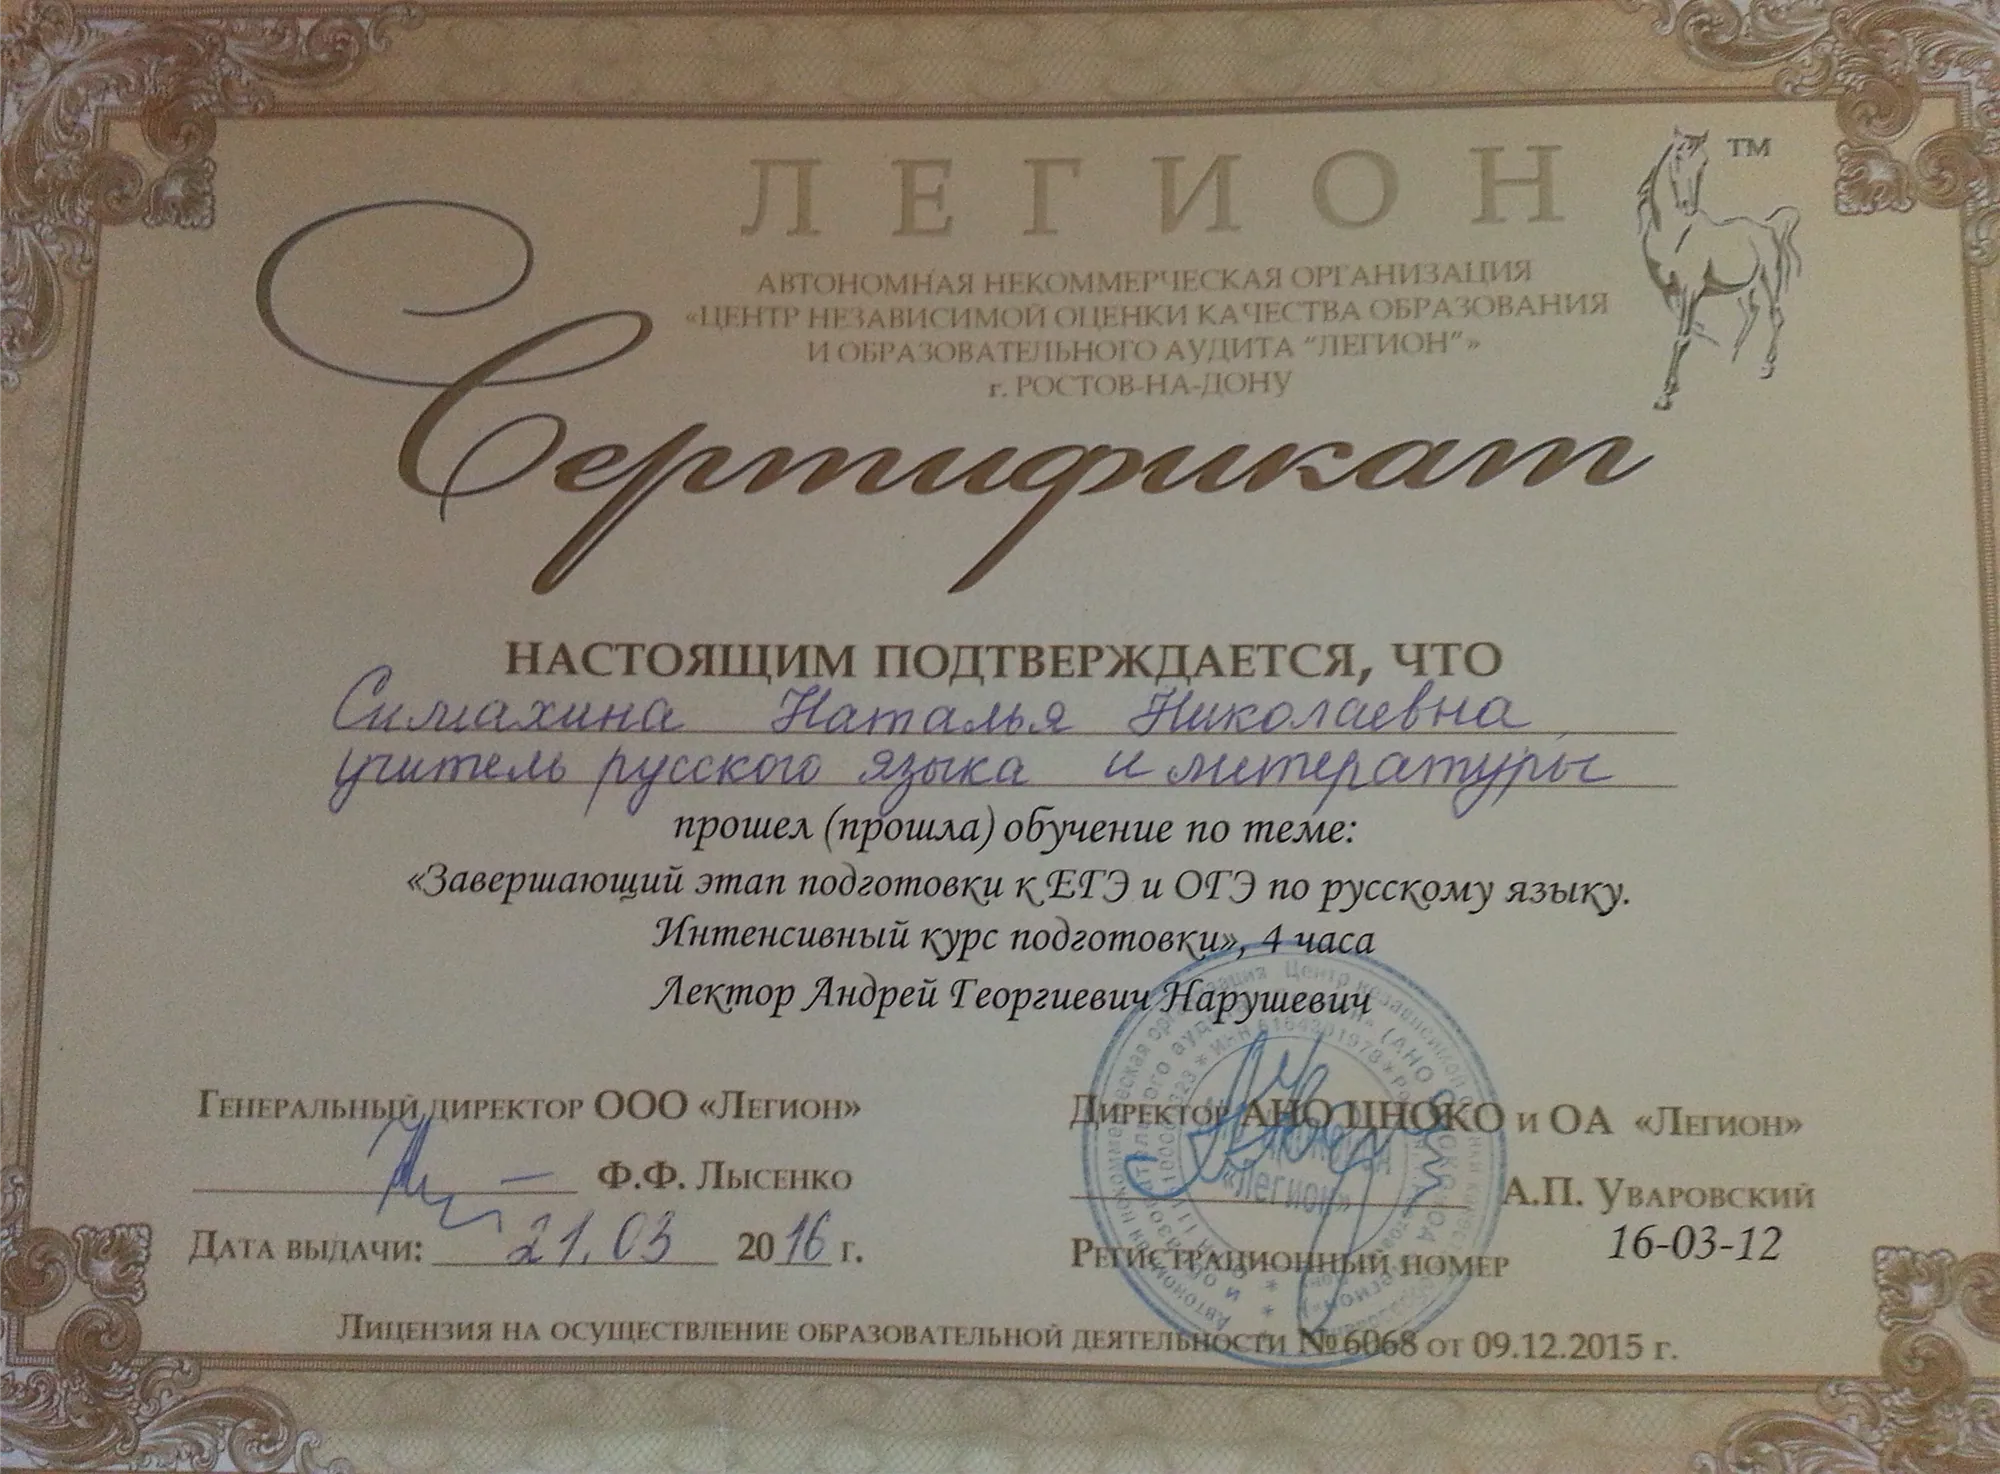 ЛЕГИОН
ТМ
АВТОНОМНАЯ НЕКОММЕРЧЕСКАЯ ОРГАНИЗАЦИЯ
«ЦЕНТР НЕЗАВИСИМОЙ ОЦЕНКИ КАЧЕСТВА ОБРАЗОВАНИЯ
И ОБРАЗОВАТЕЛЬНОГО АУДИТА "ЛЕГИОН"»
г. РОСТОВ-НА-ДОНУ
Сертификат
НАСТОЯЩИМ ПОДТВЕРЖДАЕТСЯ, ЧТО
Симахина Наталья Николаевна,
учитель русского языка и литературы
прошел (прошла) обучение по теме:
«Завершающий этап подготовки к ЕГЭ и ОГЭ по русскому языку.
Интенсивный курс подготовки», 4 часа
Лектор Андрей Георгиевич Нарушевич
ГЕНЕРАЛЬНЫЙ ДИРЕКТОР ООО «ЛЕГИОН»
Ф.Ф. ЛЫСЕНКО
ДАТА ВЫДАЧИ: 21.03 2016 г.
ДИРЕКТОР АНО ЦНОКО и ОА «ЛЕГИОН»
А.П. УВАРОВСКИЙ
РЕГИСТРАЦИОННЫЙ НОМЕР 16-03-12
«Легион»
ЛИЦЕНЗИЯ НА ОСУЩЕСТВЛЕНИЕ ОБРАЗОВАТЕЛЬНОЙ ДЕЯТЕЛЬНОСТИ №6068 от 09.12.2015 г.